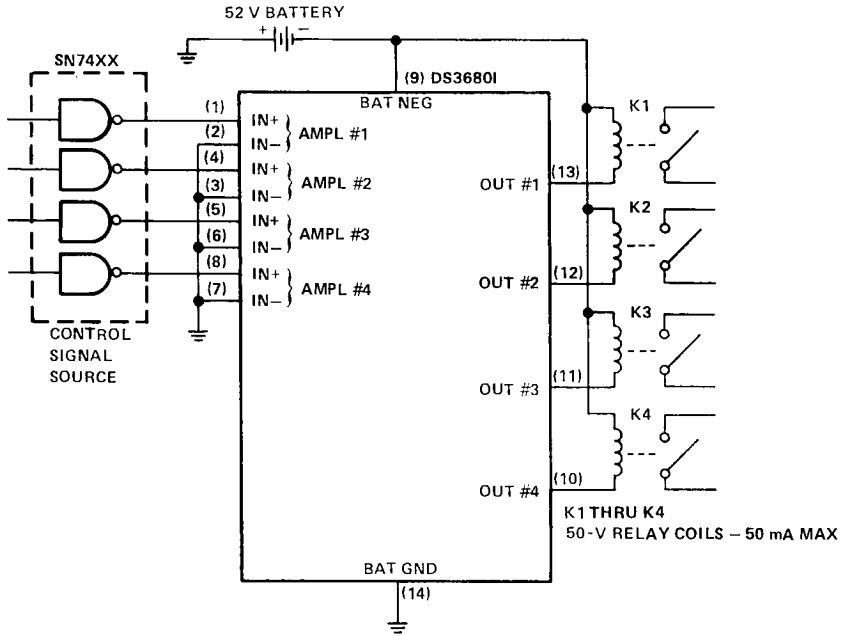 52 V BATTERY
+ −
SN74XX
(9) DS3680I
BAT NEG
K1
(1)
IN+
(2)
IN−
AMPL #1
(4)
IN+
(3)
IN−
AMPL #2
(5)
IN+
(6)
IN−
AMPL #3
(8)
IN+
(7)
IN−
AMPL #4
OUT #1
(13)
K2
OUT #2
(12)
K3
OUT #3
(11)
K4
OUT #4
(10)
CONTROL
SIGNAL
SOURCE
K1 THRU K4
50-V RELAY COILS – 50 mA MAX
BAT GND
(14)